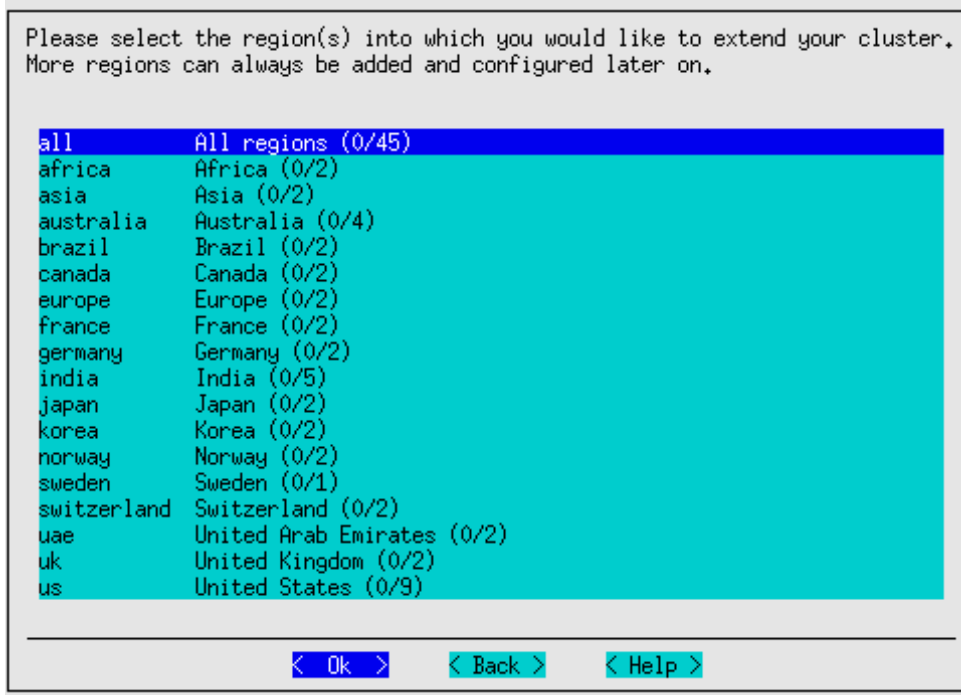 Please select the region(s) into which you would like to extend your cluster.
More regions can always be added and configured later on.
all All regions (0/45)
africa Africa (0/2)
asia Asia (0/2)
australia Australia (0/4)
brazil Brazil (0/2)
canada Canada (0/2)
europe Europe (0/2)
france France (0/2)
germany Germany (0/2)
india India (0/5)
japan Japan (0/2)
korea Korea (0/2)
norway Norway (0/2)
sweden Sweden (0/1)
switzerland Switzerland (0/2)
uae United Arab Emirates (0/2)
uk United Kingdom (0/2)
us United States (0/9)
< Ok > < Back > < Help >